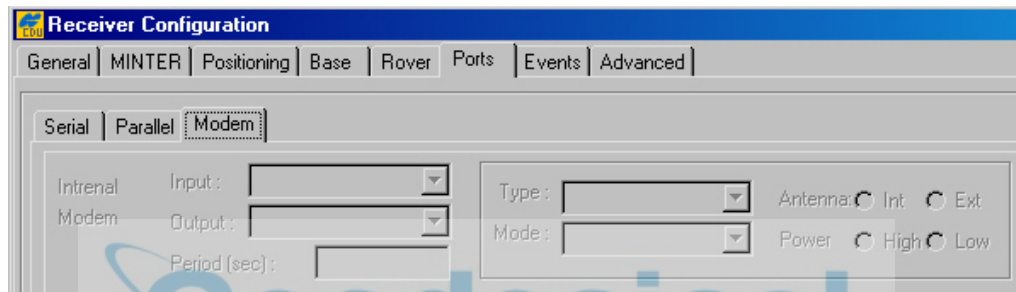 CDU Receiver Configuration
General MINTER Positioning Base Rover Ports Events Advanced
Serial Parallel Modem
Intrenal Modem
Input :
Output :
Period (sec) :
Type :
Mode :
Antenna: Int Ext
Power High Low